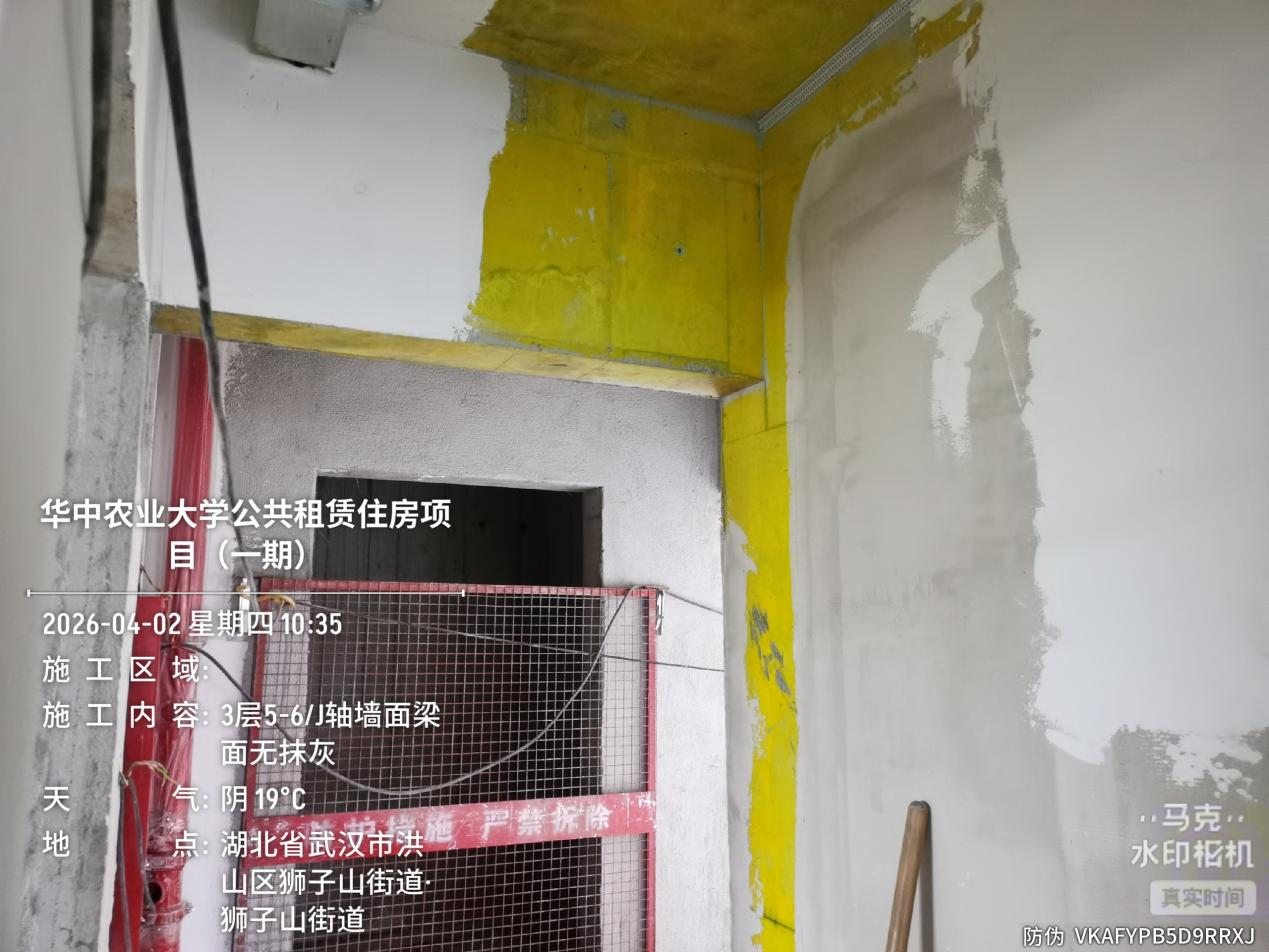 华中农业大学公共租赁住房项
目（一期）
2026-04-02 星期四 10:35
施工区域:
施工内容: 3层5-6/J轴墙面梁
面无抹灰
天气: 阴 19°C
地点: 湖北省武汉市洪
山区狮子山街道·
狮子山街道
防护措施 严禁拆除
马克
水印相机
真实时间
防伪 VKAFYPB5D9RRXJ